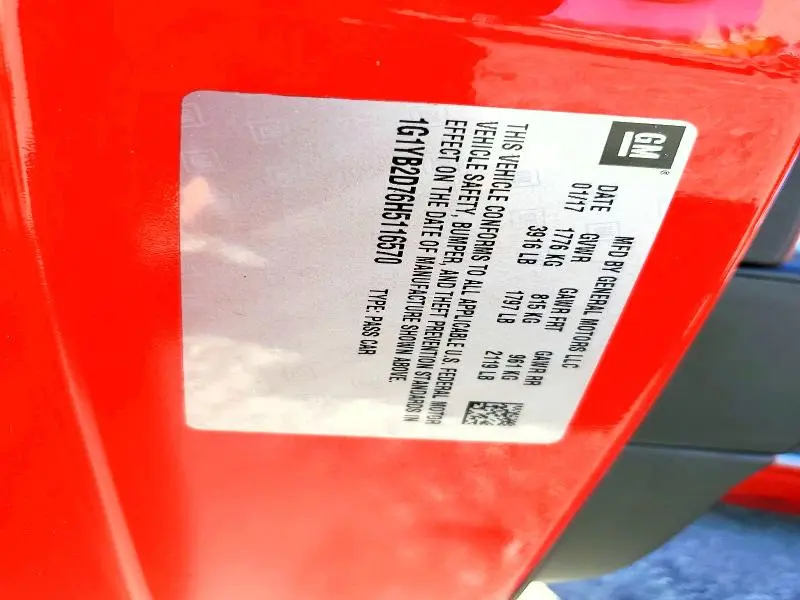 GM
MFD BY GENERAL MOTORS LLC
DATE GVWR GAWR FRT GAWR RR
01/17 1776 KG 815 KG 961 KG
3916 LB 1797 LB 2119 LB
THIS VEHICLE CONFORMS TO ALL APPLICABLE U.S. FEDERAL MOTOR
VEHICLE SAFETY, BUMPER, AND THEFT PREVENTION STANDARDS IN
EFFECT ON THE DATE OF MANUFACTURE SHOWN ABOVE.
1G1YB2D76H5116570 TYPE: PASS CAR